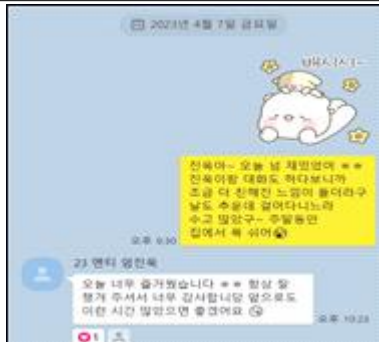 2023년 4월 7일 금요일
진옥아~ 오늘 넘 재밌었어 ㅎㅎ
진옥이랑 대화도 하다보니까
조금 더 친해진 느낌이 들더라구
날도 추운데 걸어다니느라
수고 많았구~ 주말동안
집에서 푹 쉬어
오후 9:30
23 멘티 엄진옥
오늘 너무 즐거웠습니다 ㅎㅎ 항상 잘
챙겨 주셔서 너무 감사합니당 앞으로도
이런 시간 많았으면 좋겠어요
오후 10:23
1